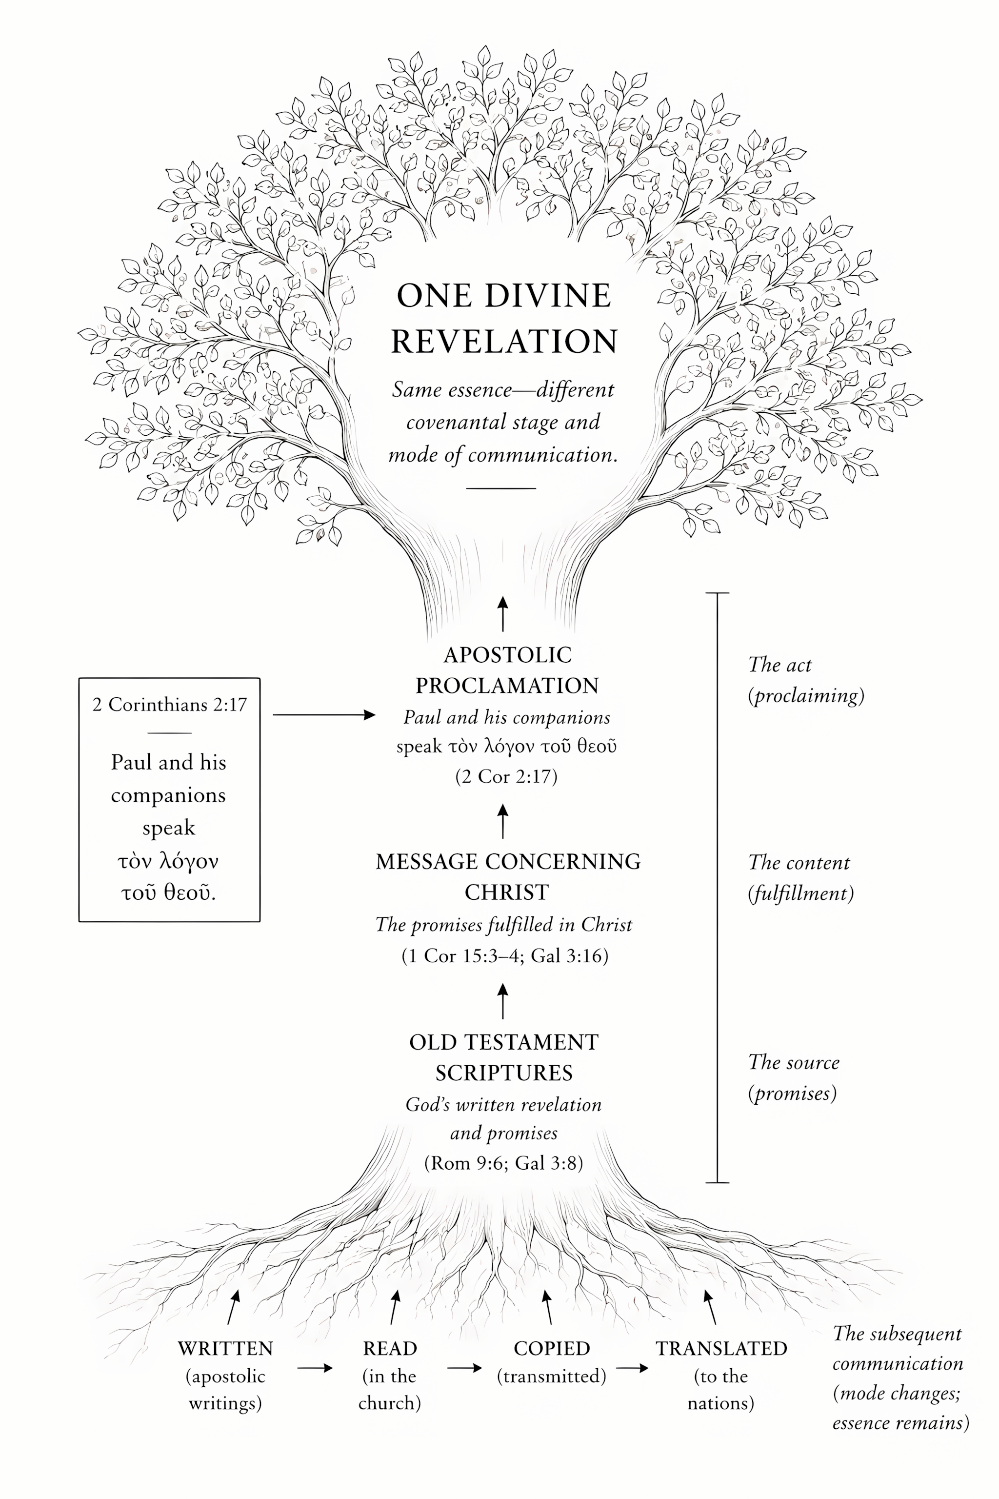 ONE DIVINE
REVELATION
Same essence—different
covenantal stage and
mode of communication.
APOSTOLIC
PROCLAMATION
Paul and his companions
speak τὸν λόγον τοῦ θεοῦ
(2 Cor 2:17)
The act
(proclaiming)
2 Corinthians 2:17
Paul and his
companions
speak
τὸν λόγον
τοῦ θεοῦ.
MESSAGE CONCERNING
CHRIST
The promises fulfilled in Christ
(1 Cor 15:3–4; Gal 3:16)
The content
(fulfillment)
OLD TESTAMENT
SCRIPTURES
God's written revelation
and promises
(Rom 9:6; Gal 3:8)
The source
(promises)
WRITTEN
(apostolic
writings)
READ
(in the
church)
COPIED
(transmitted)
TRANSLATED
(to the
nations)
The subsequent
communication
(mode changes;
essence remains)